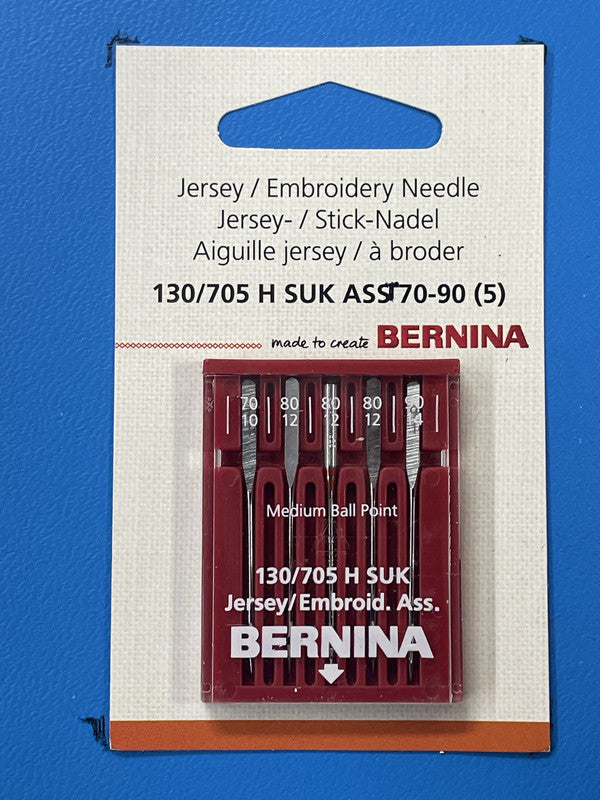 Jersey / Embroidery Needle
Jersey- / Stick-Nadel
Aiguille jersey / à broder
130/705 H SUK ASST70-90 (5)
made to create BERNINA
70 80 80 80 90
10 12 12 12 14
Medium Ball Point
130/705 H SUK
Jersey/Embroid. Ass.
BERNINA